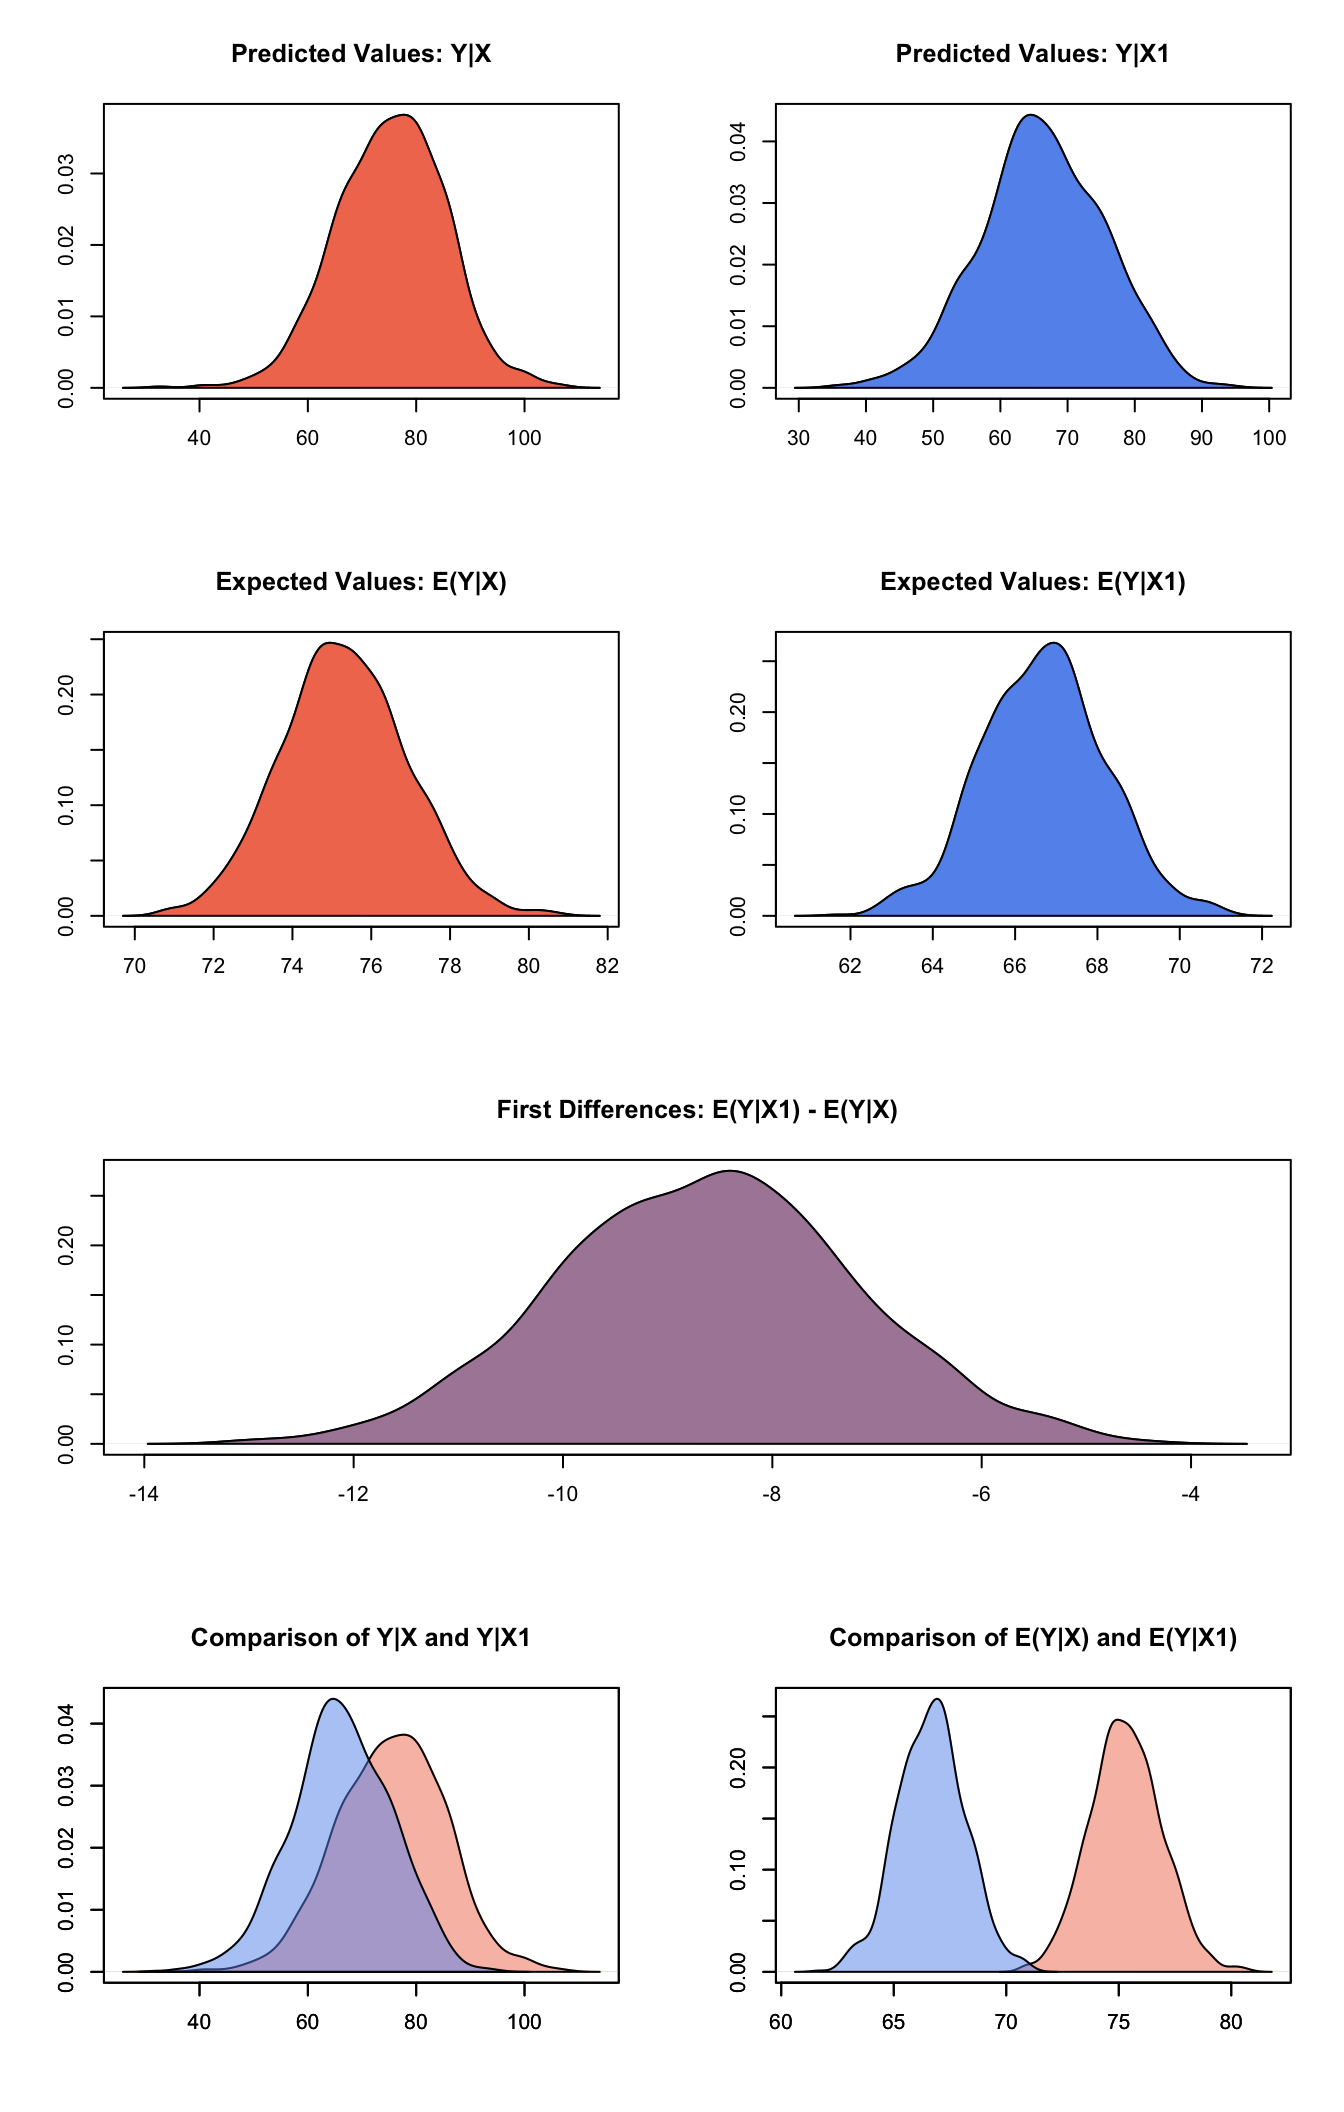 Predicted Values: Y|X
0.00 0.01 0.02 0.03
40 60 80 100
Predicted Values: Y|X1
0.00 0.01 0.02 0.03 0.04
30 40 50 60 70 80 90 100
Expected Values: E(Y|X)
0.00 0.10 0.20
70 72 74 76 78 80 82
Expected Values: E(Y|X1)
0.00 0.10 0.20
62 64 66 68 70 72
First Differences: E(Y|X1) - E(Y|X)
0.00 0.10 0.20
-14 -12 -10 -8 -6 -4
Comparison of Y|X and Y|X1
0.00 0.01 0.02 0.03 0.04
40 60 80 100
Comparison of E(Y|X) and E(Y|X1)
0.00 0.10 0.20
60 65 70 75 80